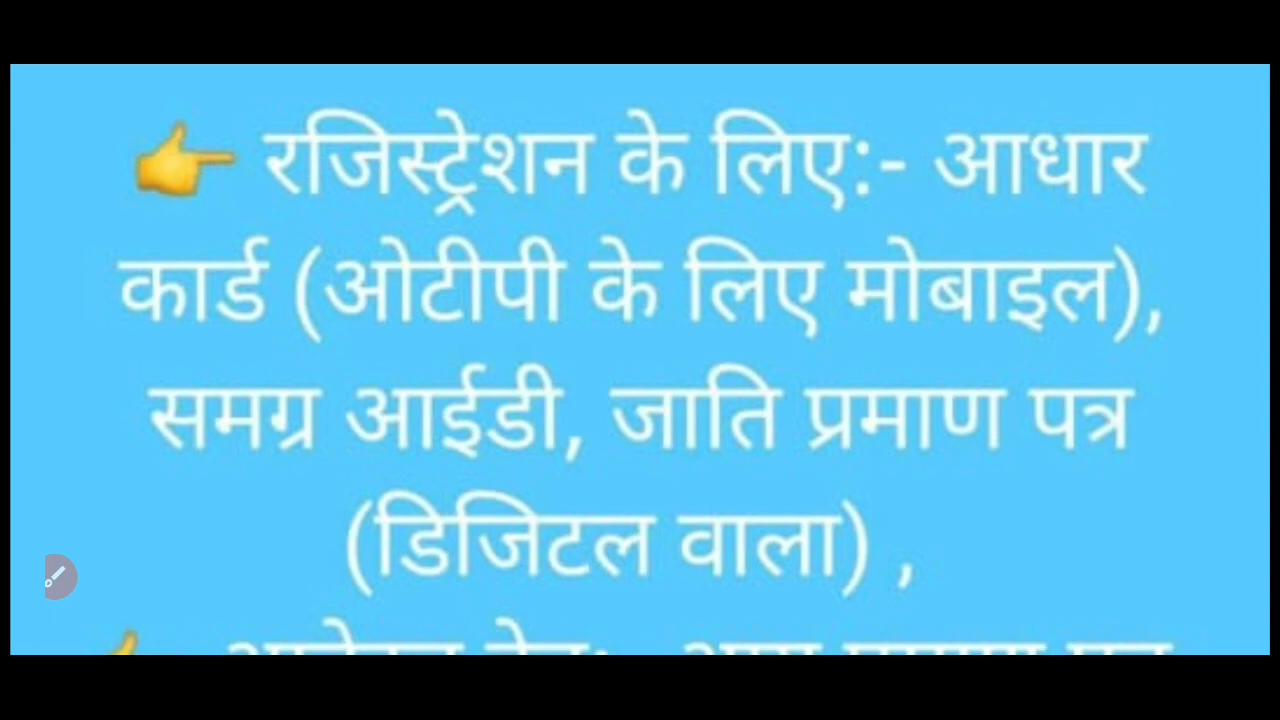 👉 रजिस्ट्रेशन के लिए:- आधार
कार्ड (ओटीपी के लिए मोबाइल),
समग्र आईडी, जाति प्रमाण पत्र
(डिजिटल वाला) ,